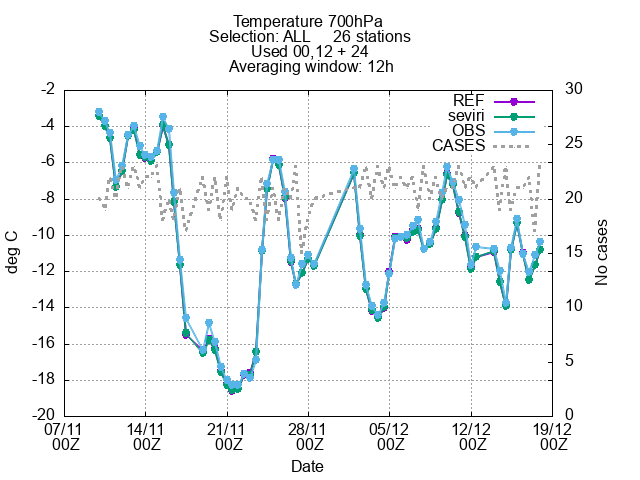 Temperature 700hPa
Selection: ALL 26 stations
Used 00,12 + 24
Averaging window: 12h
REF
seviri
OBS
CASES
deg C
-2
-4
-6
-8
-10
-12
-14
-16
-18
-20
No cases
30
25
20
15
10
5
0
07/11 14/11 21/11 28/11 05/12 12/12 19/12
00Z 00Z 00Z 00Z 00Z 00Z 00Z
Date